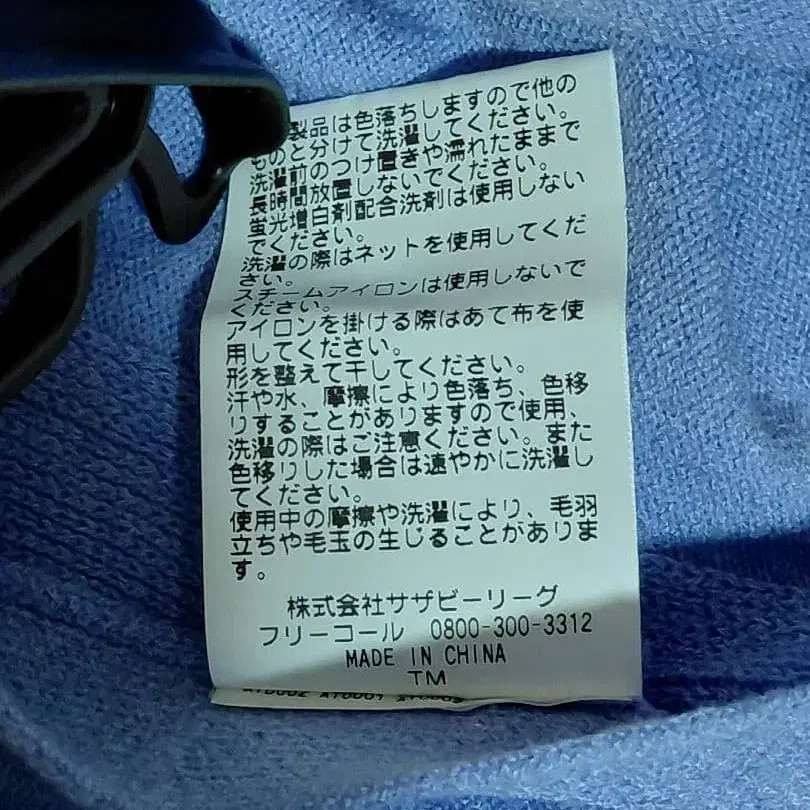 製品は色落ちしますので他の
ものと分けて洗濯してください。
洗濯前のつけ置きや濡れたままで
長時間放置しないでください。
蛍光増白剤配合洗剤は使用しない
でください。
洗濯の際はネットを使用してくだ
さい。
スチームアイロンは使用しないで
ください。
アイロンを掛ける際はあて布を使
用してください。
形を整えて干してください。
汗や水、摩擦により色落ち、色移
りすることがありますので使用、
洗濯の際はご注意ください。また
色移りした場合は速やかに洗濯し
てください。
使用中の摩擦や洗濯により、毛羽
立ちや毛玉の生じることがありま
す。
株式会社サザビーリーグ
フリーコール 0800-300-3312
MADE IN CHINA
TM